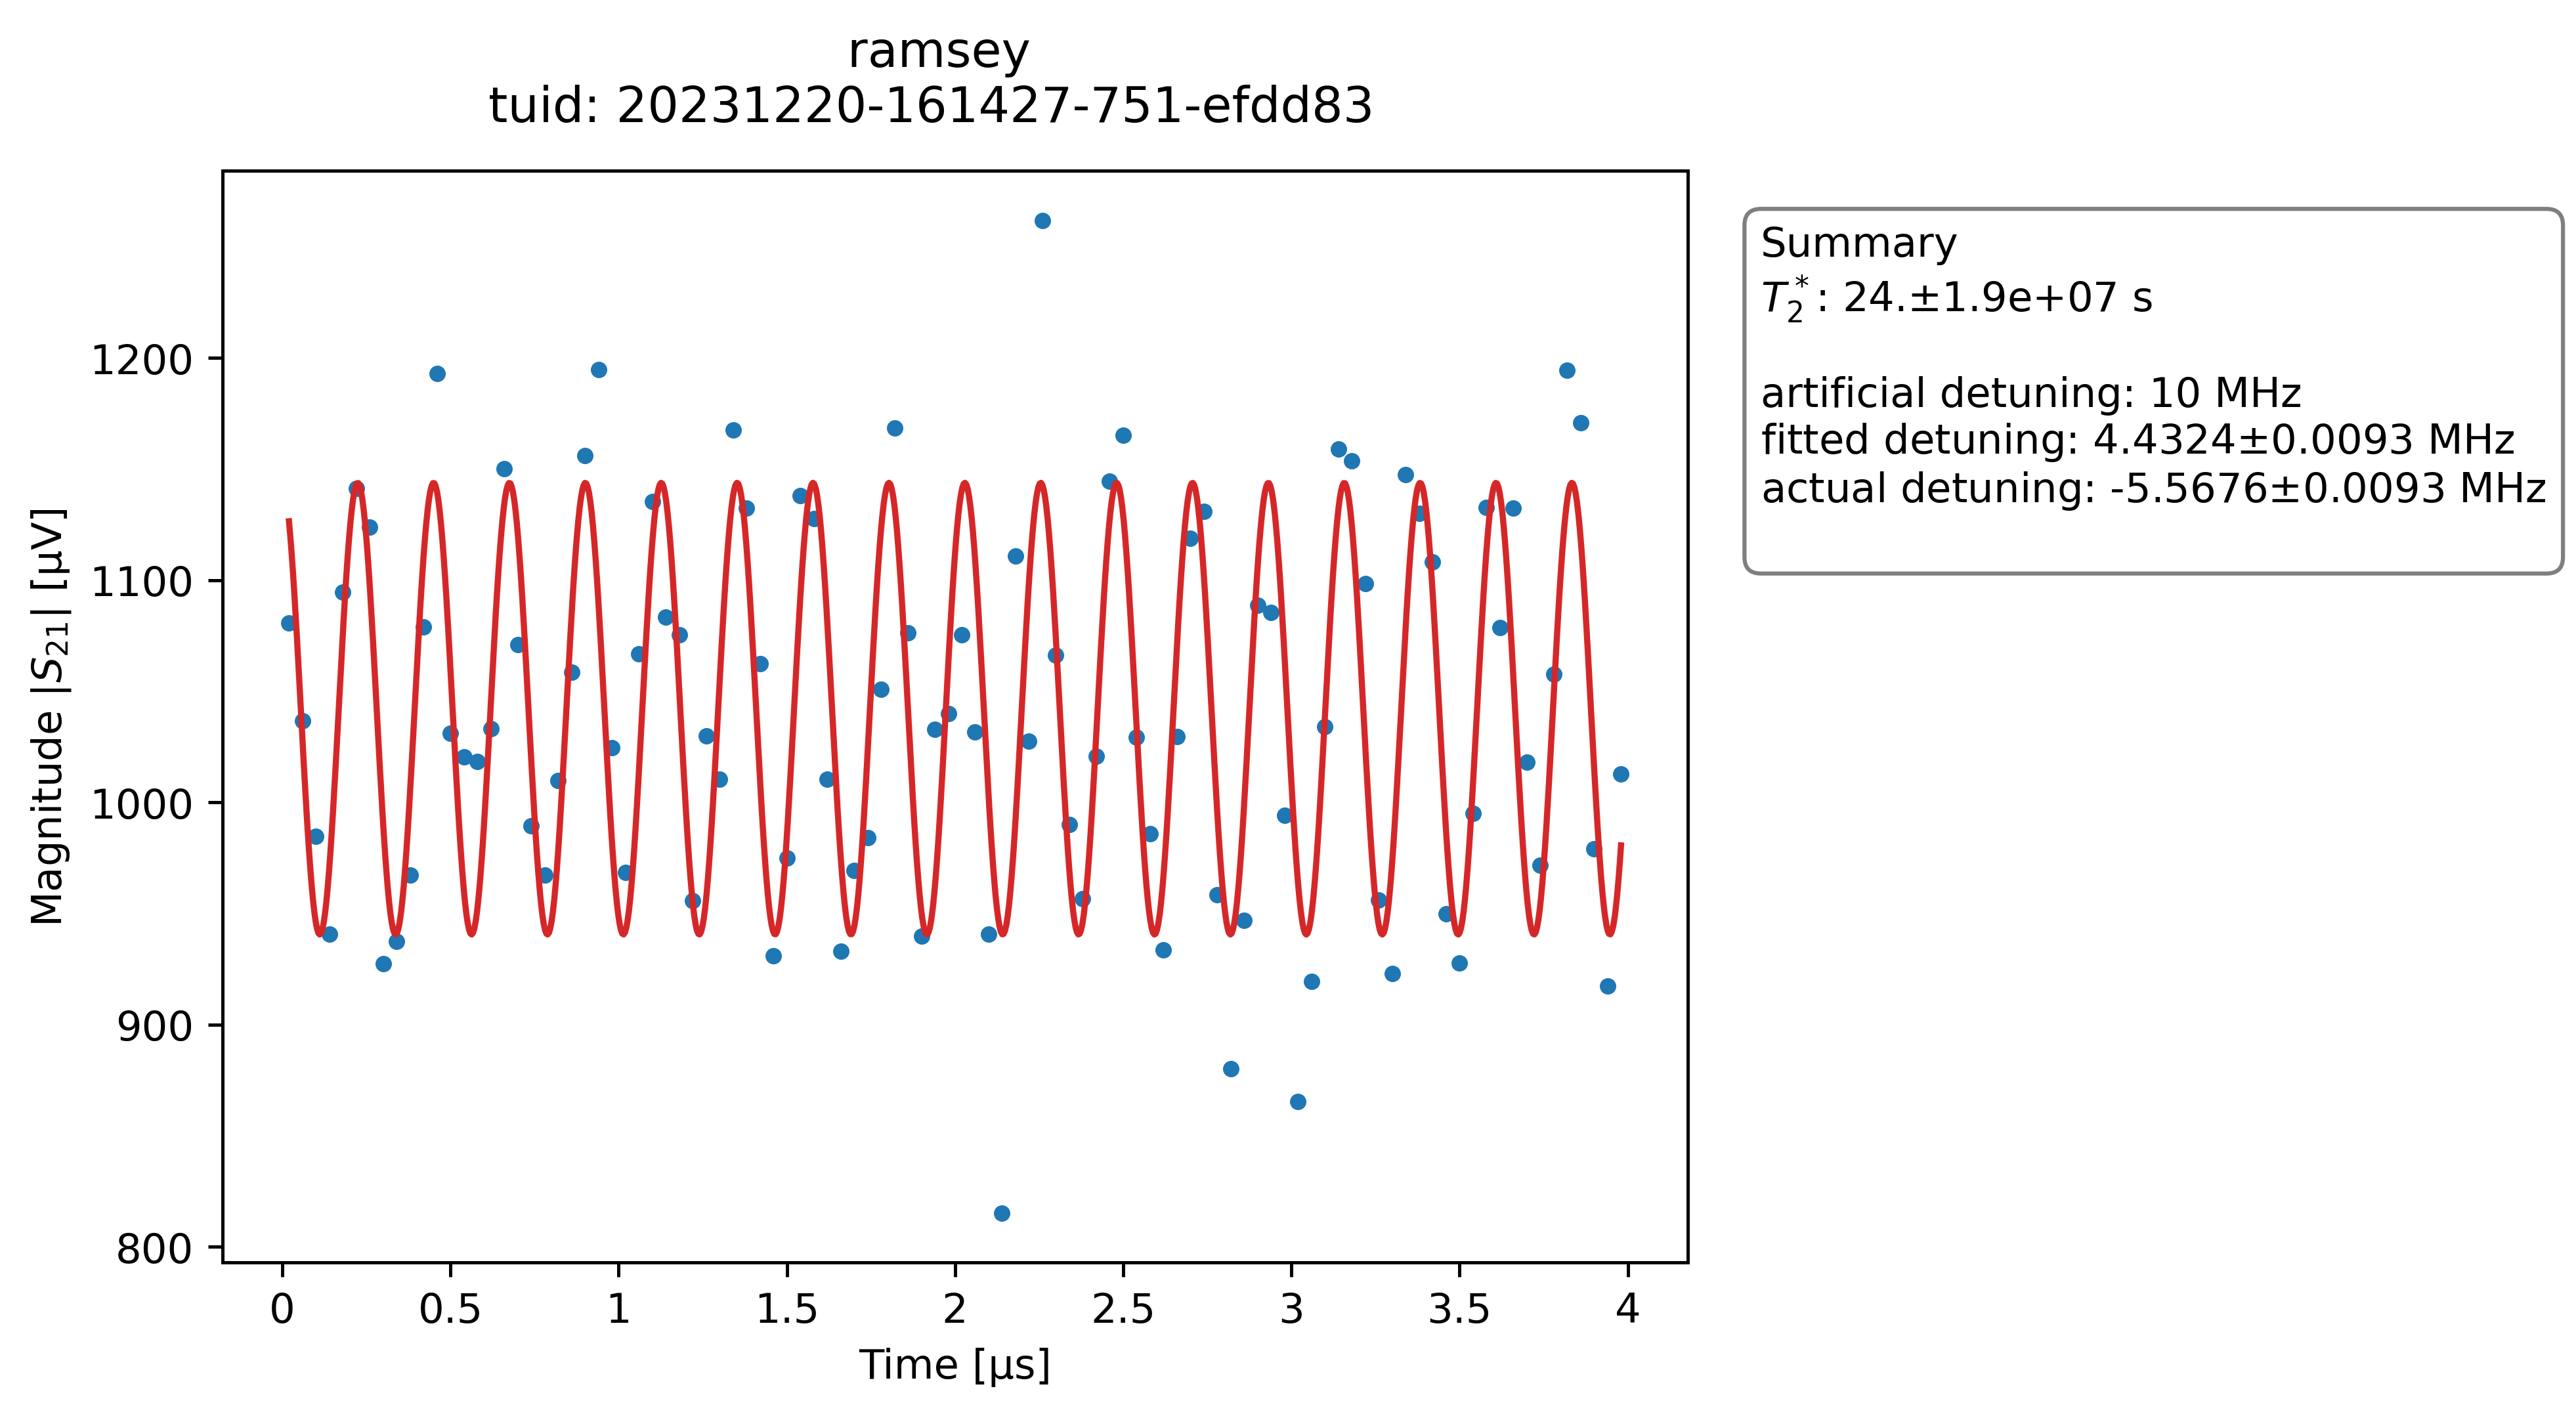 ramsey
tuid: 20231220-161427-751-efdd83
Summary
T₂*: 24.±1.9e+07 s
artificial detuning: 10 MHz
fitted detuning: 4.4324±0.0093 MHz
actual detuning: -5.5676±0.0093 MHz
Magnitude |S₂₁| [μV]
1200
1100
1000
900
800
0 0.5 1 1.5 2 2.5 3 3.5 4
Time [μs]